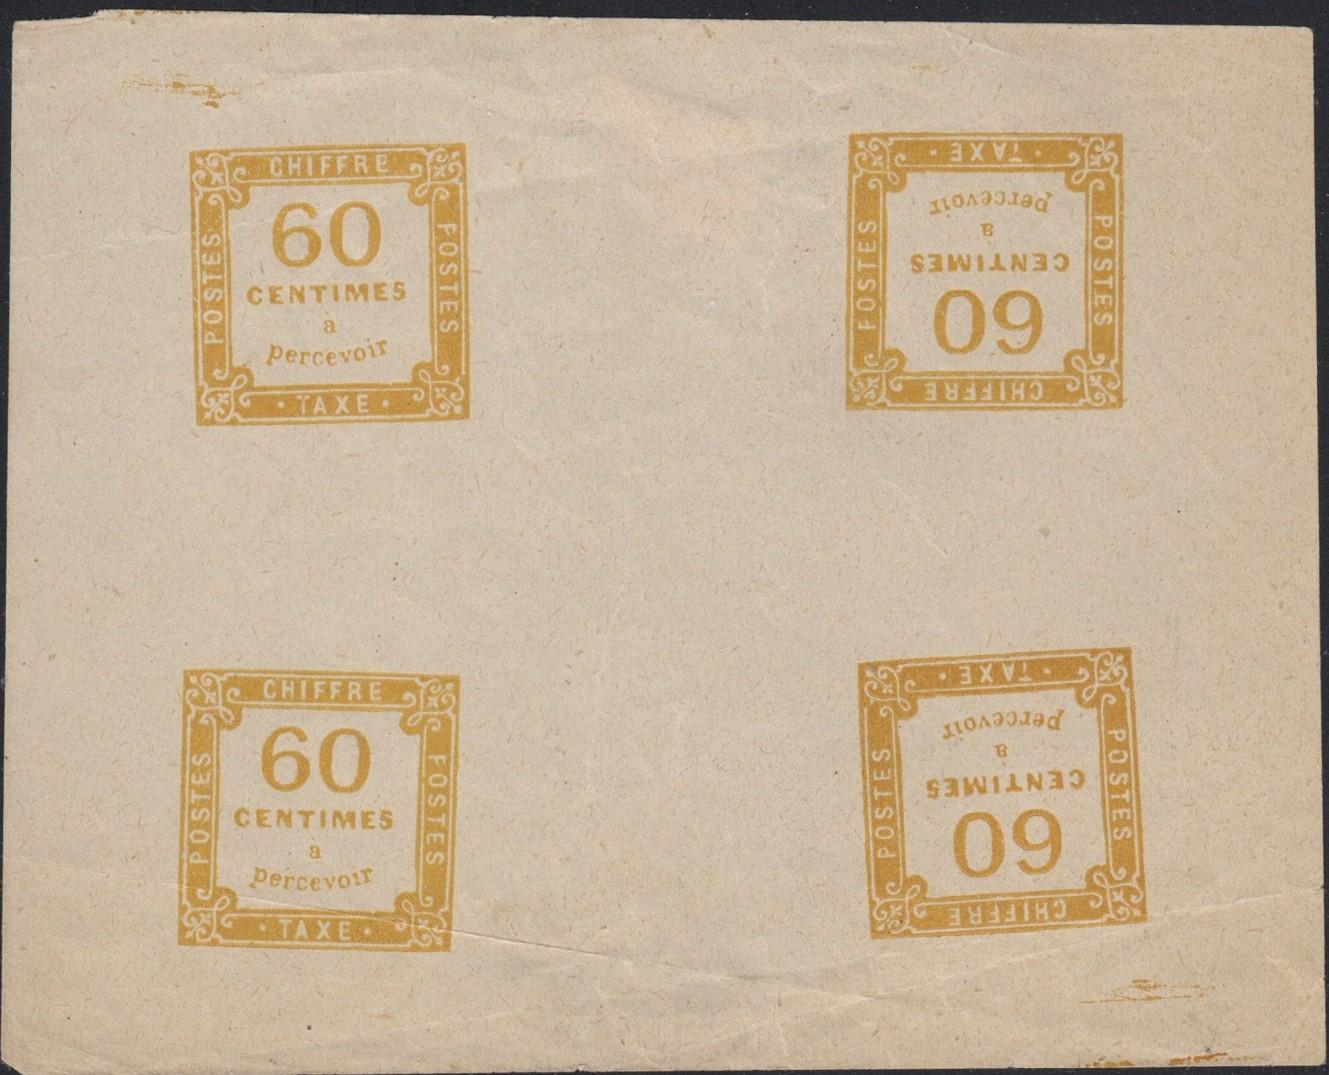 CHIFFRE
POSTES
60
CENTIMES
à
percevoir
POSTES
· TAXE ·
· TAXE ·
POSTES
percevoir
à
CENTIMES
60
POSTES
CHIFFRE
CHIFFRE
POSTES
60
CENTIMES
a
percevoir
POSTES
· TAXE ·
· TAXE ·
POSTES
percevoir
a
CENTIMES
60
POSTES
CHIFFRE